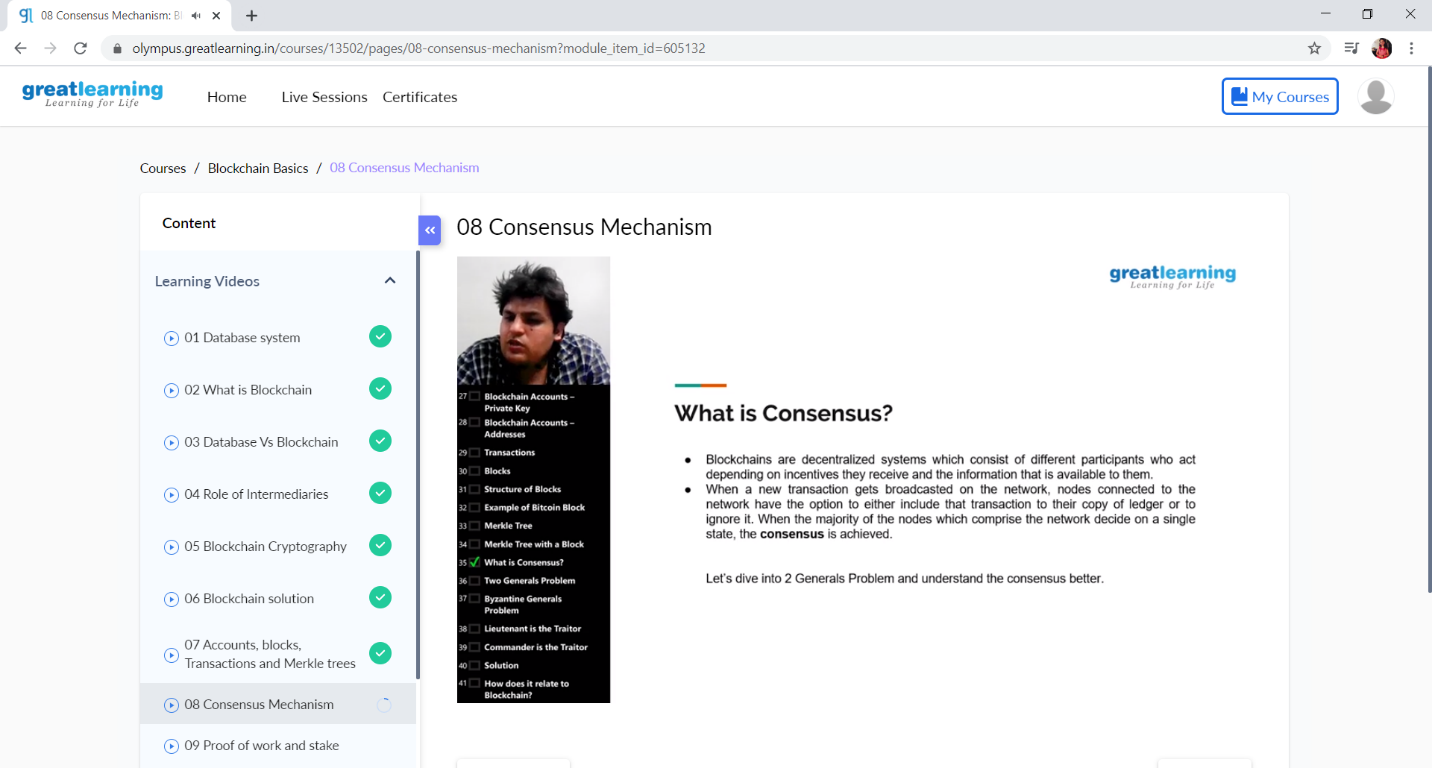 08 Consensus Mechanism: Bl
olympus.greatlearning.in/courses/13502/pages/08-consensus-mechanism?module_item_id=605132
greatlearning
Learning for Life
Home
Live Sessions
Certificates
My Courses
Courses / Blockchain Basics / 08 Consensus Mechanism
Content
Learning Videos
01 Database system
02 What is Blockchain
03 Database Vs Blockchain
04 Role of Intermediaries
05 Blockchain Cryptography
06 Blockchain solution
07 Accounts, blocks,
Transactions and Merkle trees
08 Consensus Mechanism
09 Proof of work and stake
08 Consensus Mechanism
27 Blockchain Accounts –
Private Key
28 Blockchain Accounts –
Addresses
29 Transactions
30 Blocks
31 Structure of Blocks
32 Example of Bitcoin Block
33 Merkle Tree
34 Merkle Tree with a Block
35 What is Consensus?
36 Two Generals Problem
37 Byzantine Generals
Problem
38 Lieutenant is the Traitor
39 Commander is the Traitor
40 Solution
41 How does it relate to
Blockchain?
greatlearning
Learning for Life
What is Consensus?
● Blockchains are decentralized systems which consist of different participants who act
depending on incentives they receive and the information that is available to them.
● When a new transaction gets broadcasted on the network, nodes connected to the
network have the option to either include that transaction to their copy of ledger or to
ignore it. When the majority of the nodes which comprise the network decide on a single
state, the consensus is achieved.
Let's dive into 2 Generals Problem and understand the consensus better.